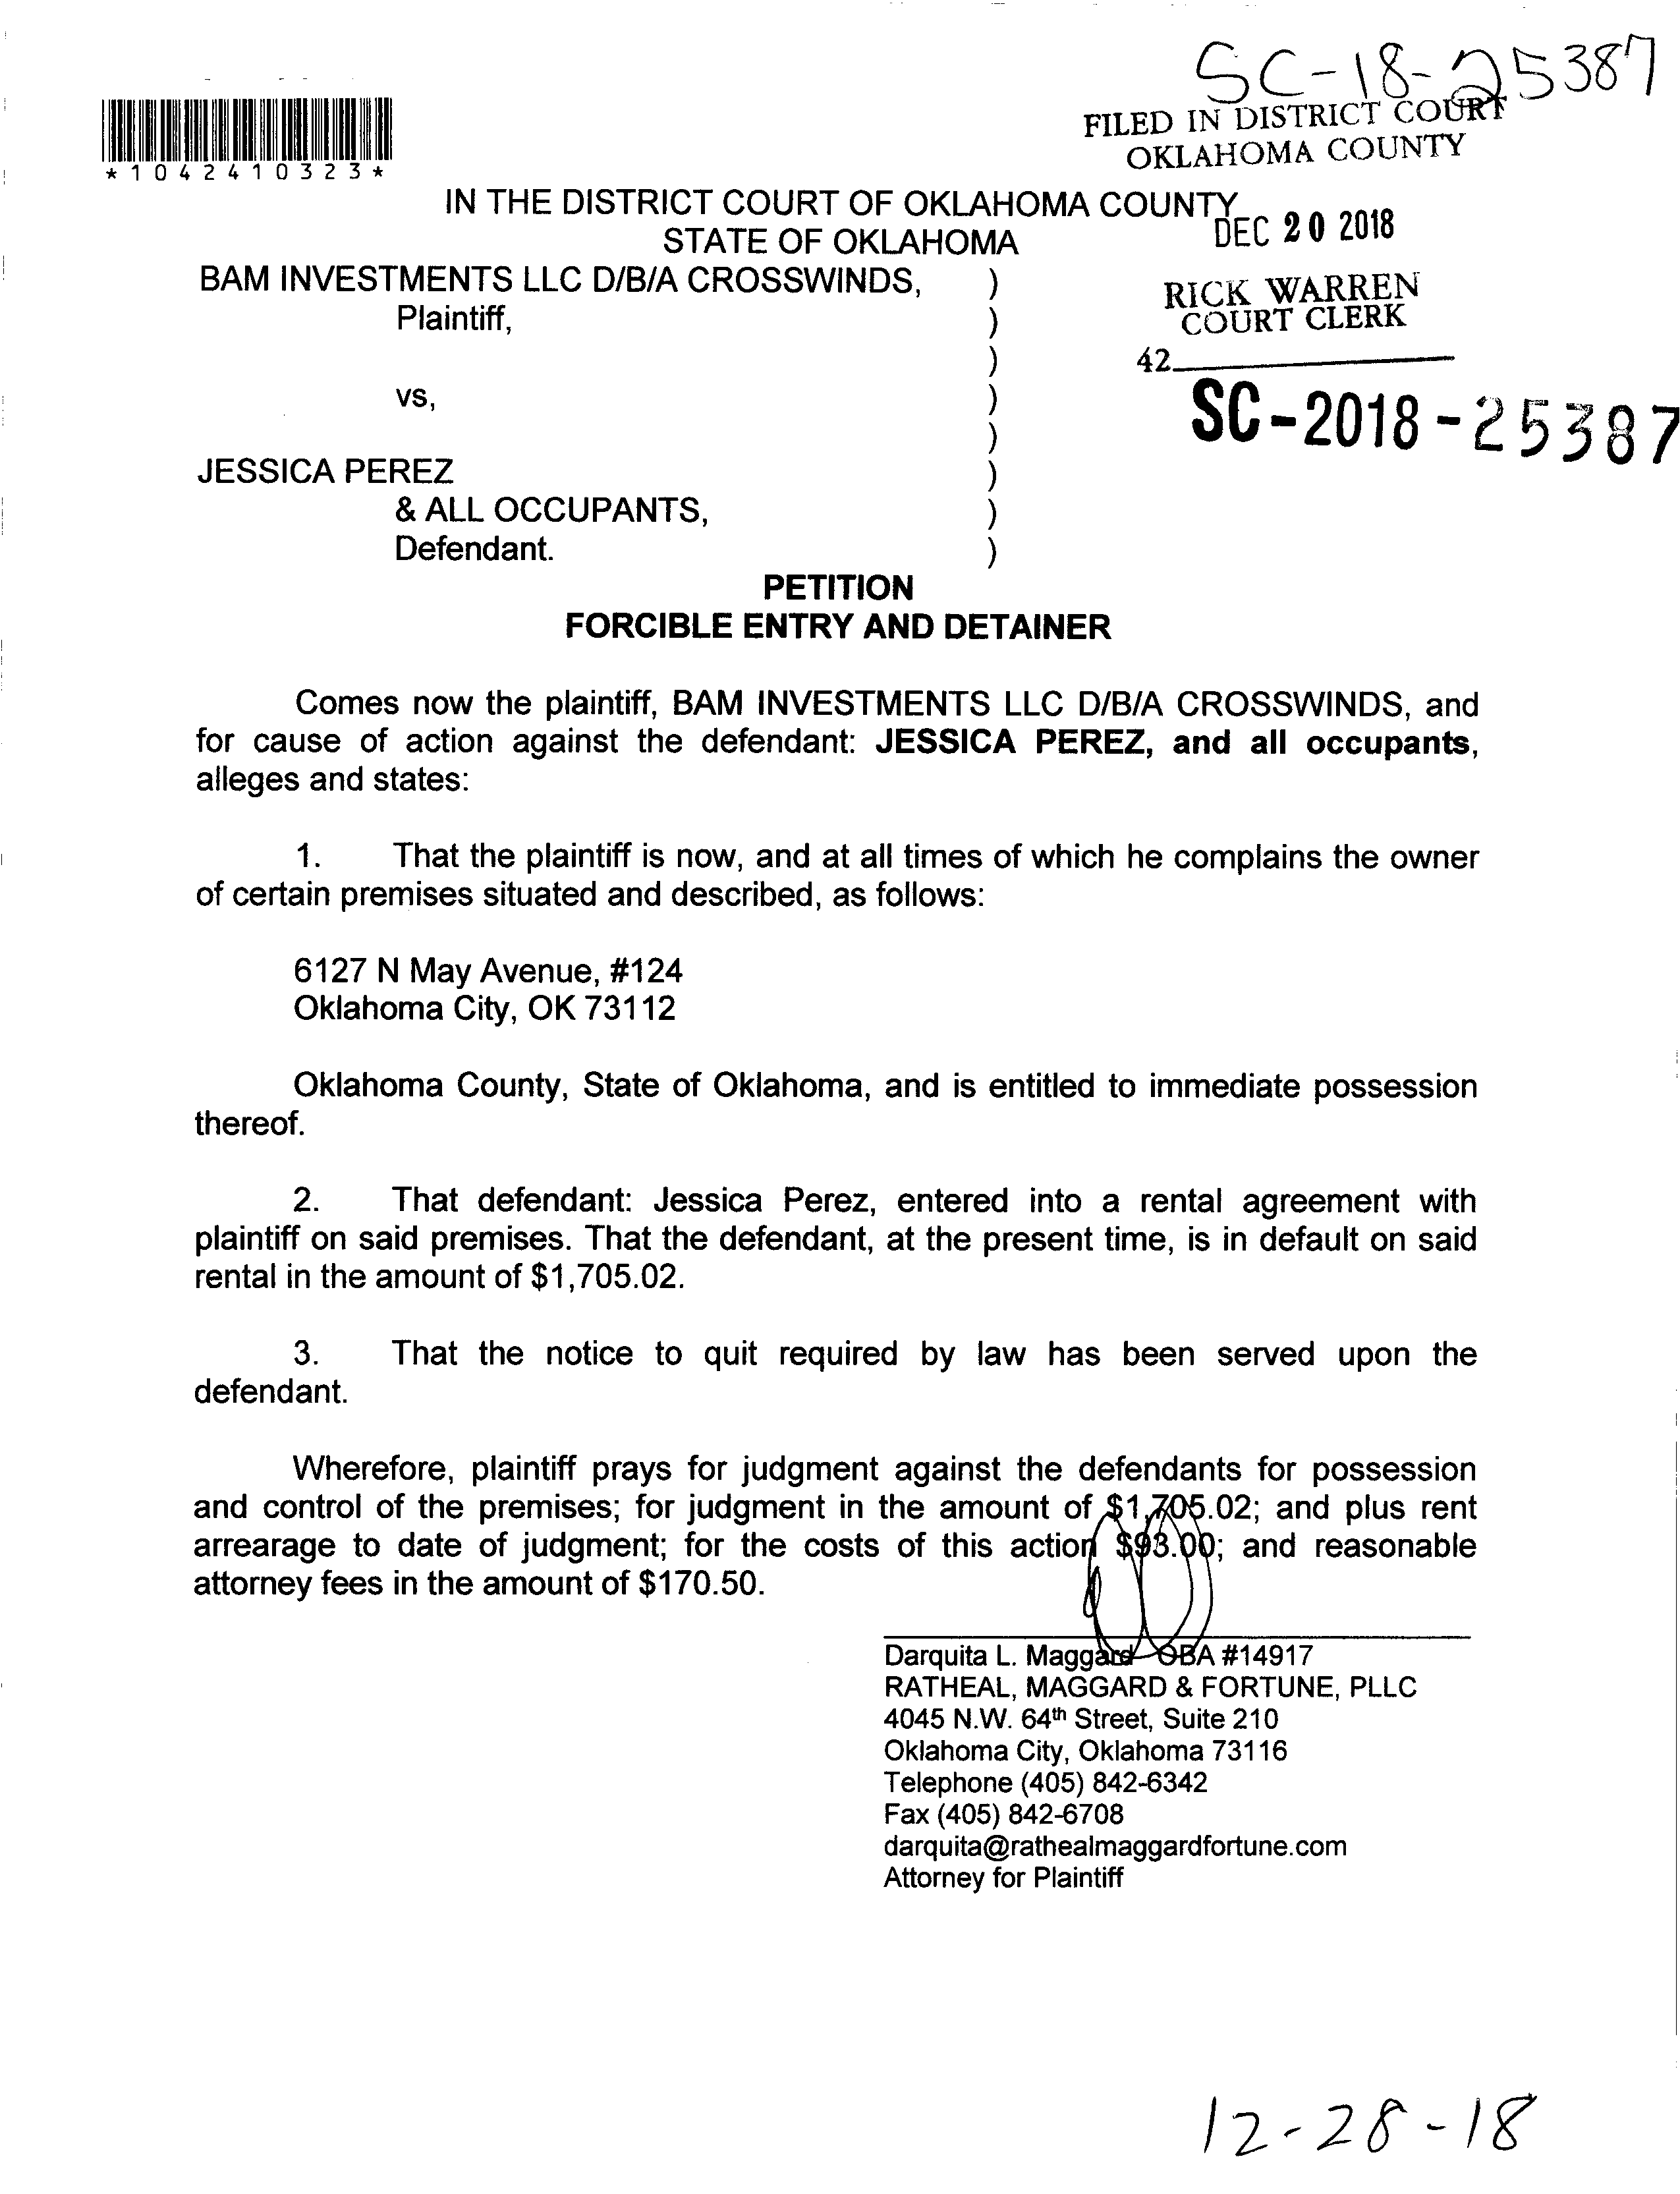 SC-18-25387
FILED IN DISTRICT COURT
OKLAHOMA COUNTY
*1042410323*
IN THE DISTRICT COURT OF OKLAHOMA COUNTY
STATE OF OKLAHOMA
DEC 20 2018
BAM INVESTMENTS LLC D/B/A CROSSWINDS, )
Plaintiff, )
RICK WARREN
COURT CLERK
)
42
vs, )
SC-2018-25387
)
JESSICA PEREZ )
& ALL OCCUPANTS, )
Defendant. )
PETITION
FORCIBLE ENTRY AND DETAINER
Comes now the plaintiff, BAM INVESTMENTS LLC D/B/A CROSSWINDS, and
for cause of action against the defendant: JESSICA PEREZ, and all occupants,
alleges and states:
1. That the plaintiff is now, and at all times of which he complains the owner
of certain premises situated and described, as follows:
6127 N May Avenue, #124
Oklahoma City, OK 73112
Oklahoma County, State of Oklahoma, and is entitled to immediate possession
thereof.
2. That defendant: Jessica Perez, entered into a rental agreement with
plaintiff on said premises. That the defendant, at the present time, is in default on said
rental in the amount of $1,705.02.
3. That the notice to quit required by law has been served upon the
defendant.
Wherefore, plaintiff prays for judgment against the defendants for possession
and control of the premises; for judgment in the amount of $1,705.02; and plus rent
arrearage to date of judgment; for the costs of this action $93.00; and reasonable
attorney fees in the amount of $170.50.
Darquita L. Maggard OBA #14917
RATHEAL, MAGGARD & FORTUNE, PLLC
4045 N.W. 64th Street, Suite 210
Oklahoma City, Oklahoma 73116
Telephone (405) 842-6342
Fax (405) 842-6708
darquita@rathealmaggardfortune.com
Attorney for Plaintiff
12-28-18